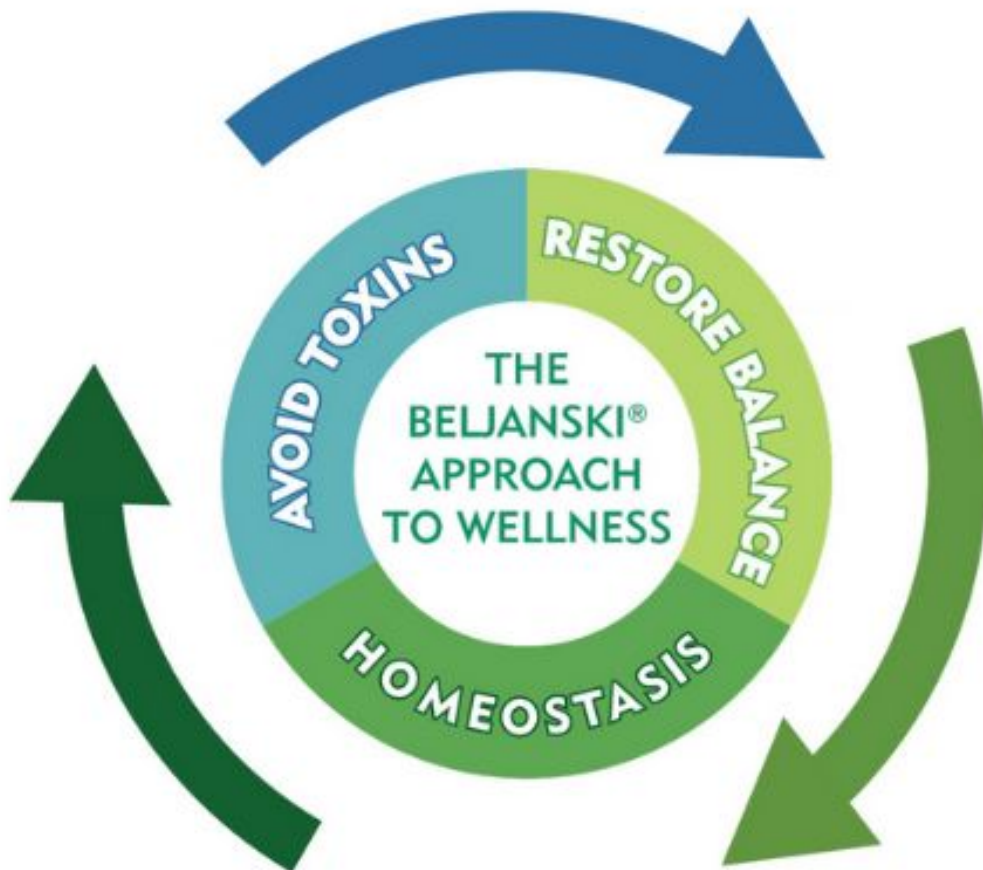 AVOID TOXINS
RESTORE BALANCE
THE
BELJANSKI®
APPROACH
TO WELLNESS
HOMEOSTASIS